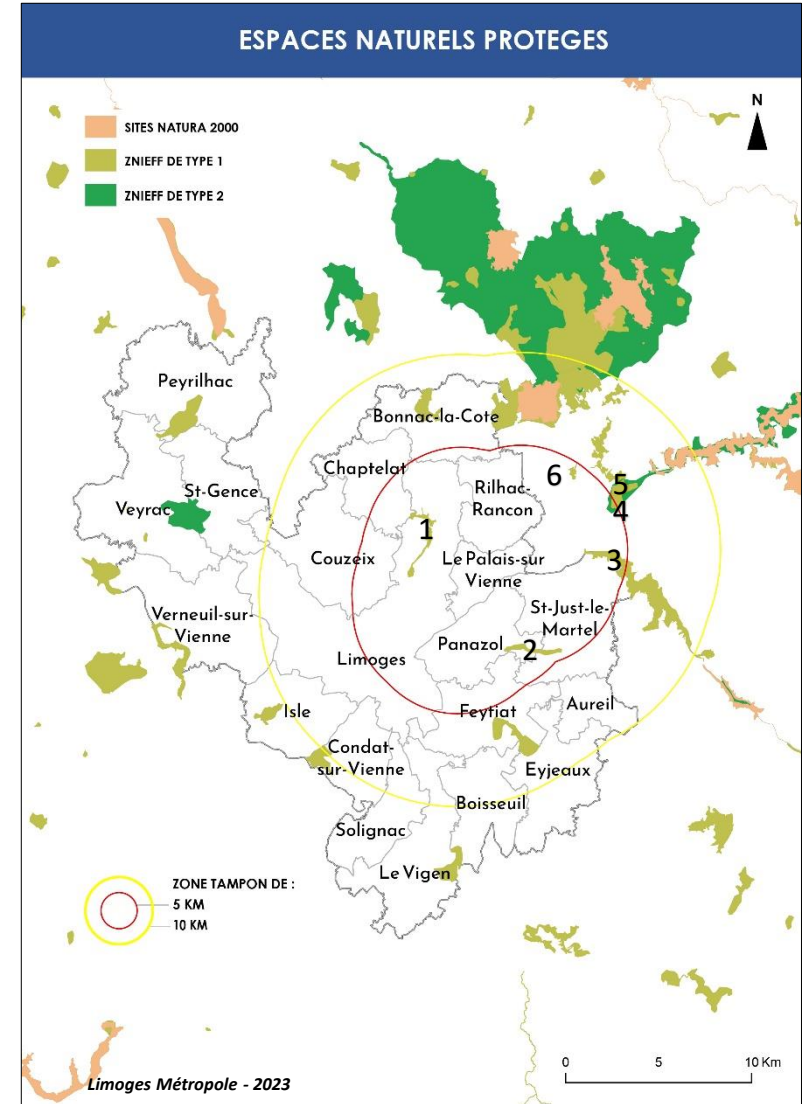 ESPACES NATURELS PROTEGES
SITES NATURA 2000
ZNIEFF DE TYPE 1
ZNIEFF DE TYPE 2
N
Peyrilhac
Bonnac-la-Cote
Chaptelat
St-Gence
Veyrac
Rilhac-
Rancon
6
5
4
1
Couzeix
Le Palais-sur
Vienne
3
Verneuil-sur-
Vienne
St-Just-le-
Martel
Panazol
2
Limoges
Isle
Feytiat
Aureil
Condat-
sur-Vienne
Eyjeaux
Boisseuil
Solignac
Le Vigen
ZONE TAMPON DE :
5 KM
10 KM
0 5 10 Km
Limoges Métropole - 2023